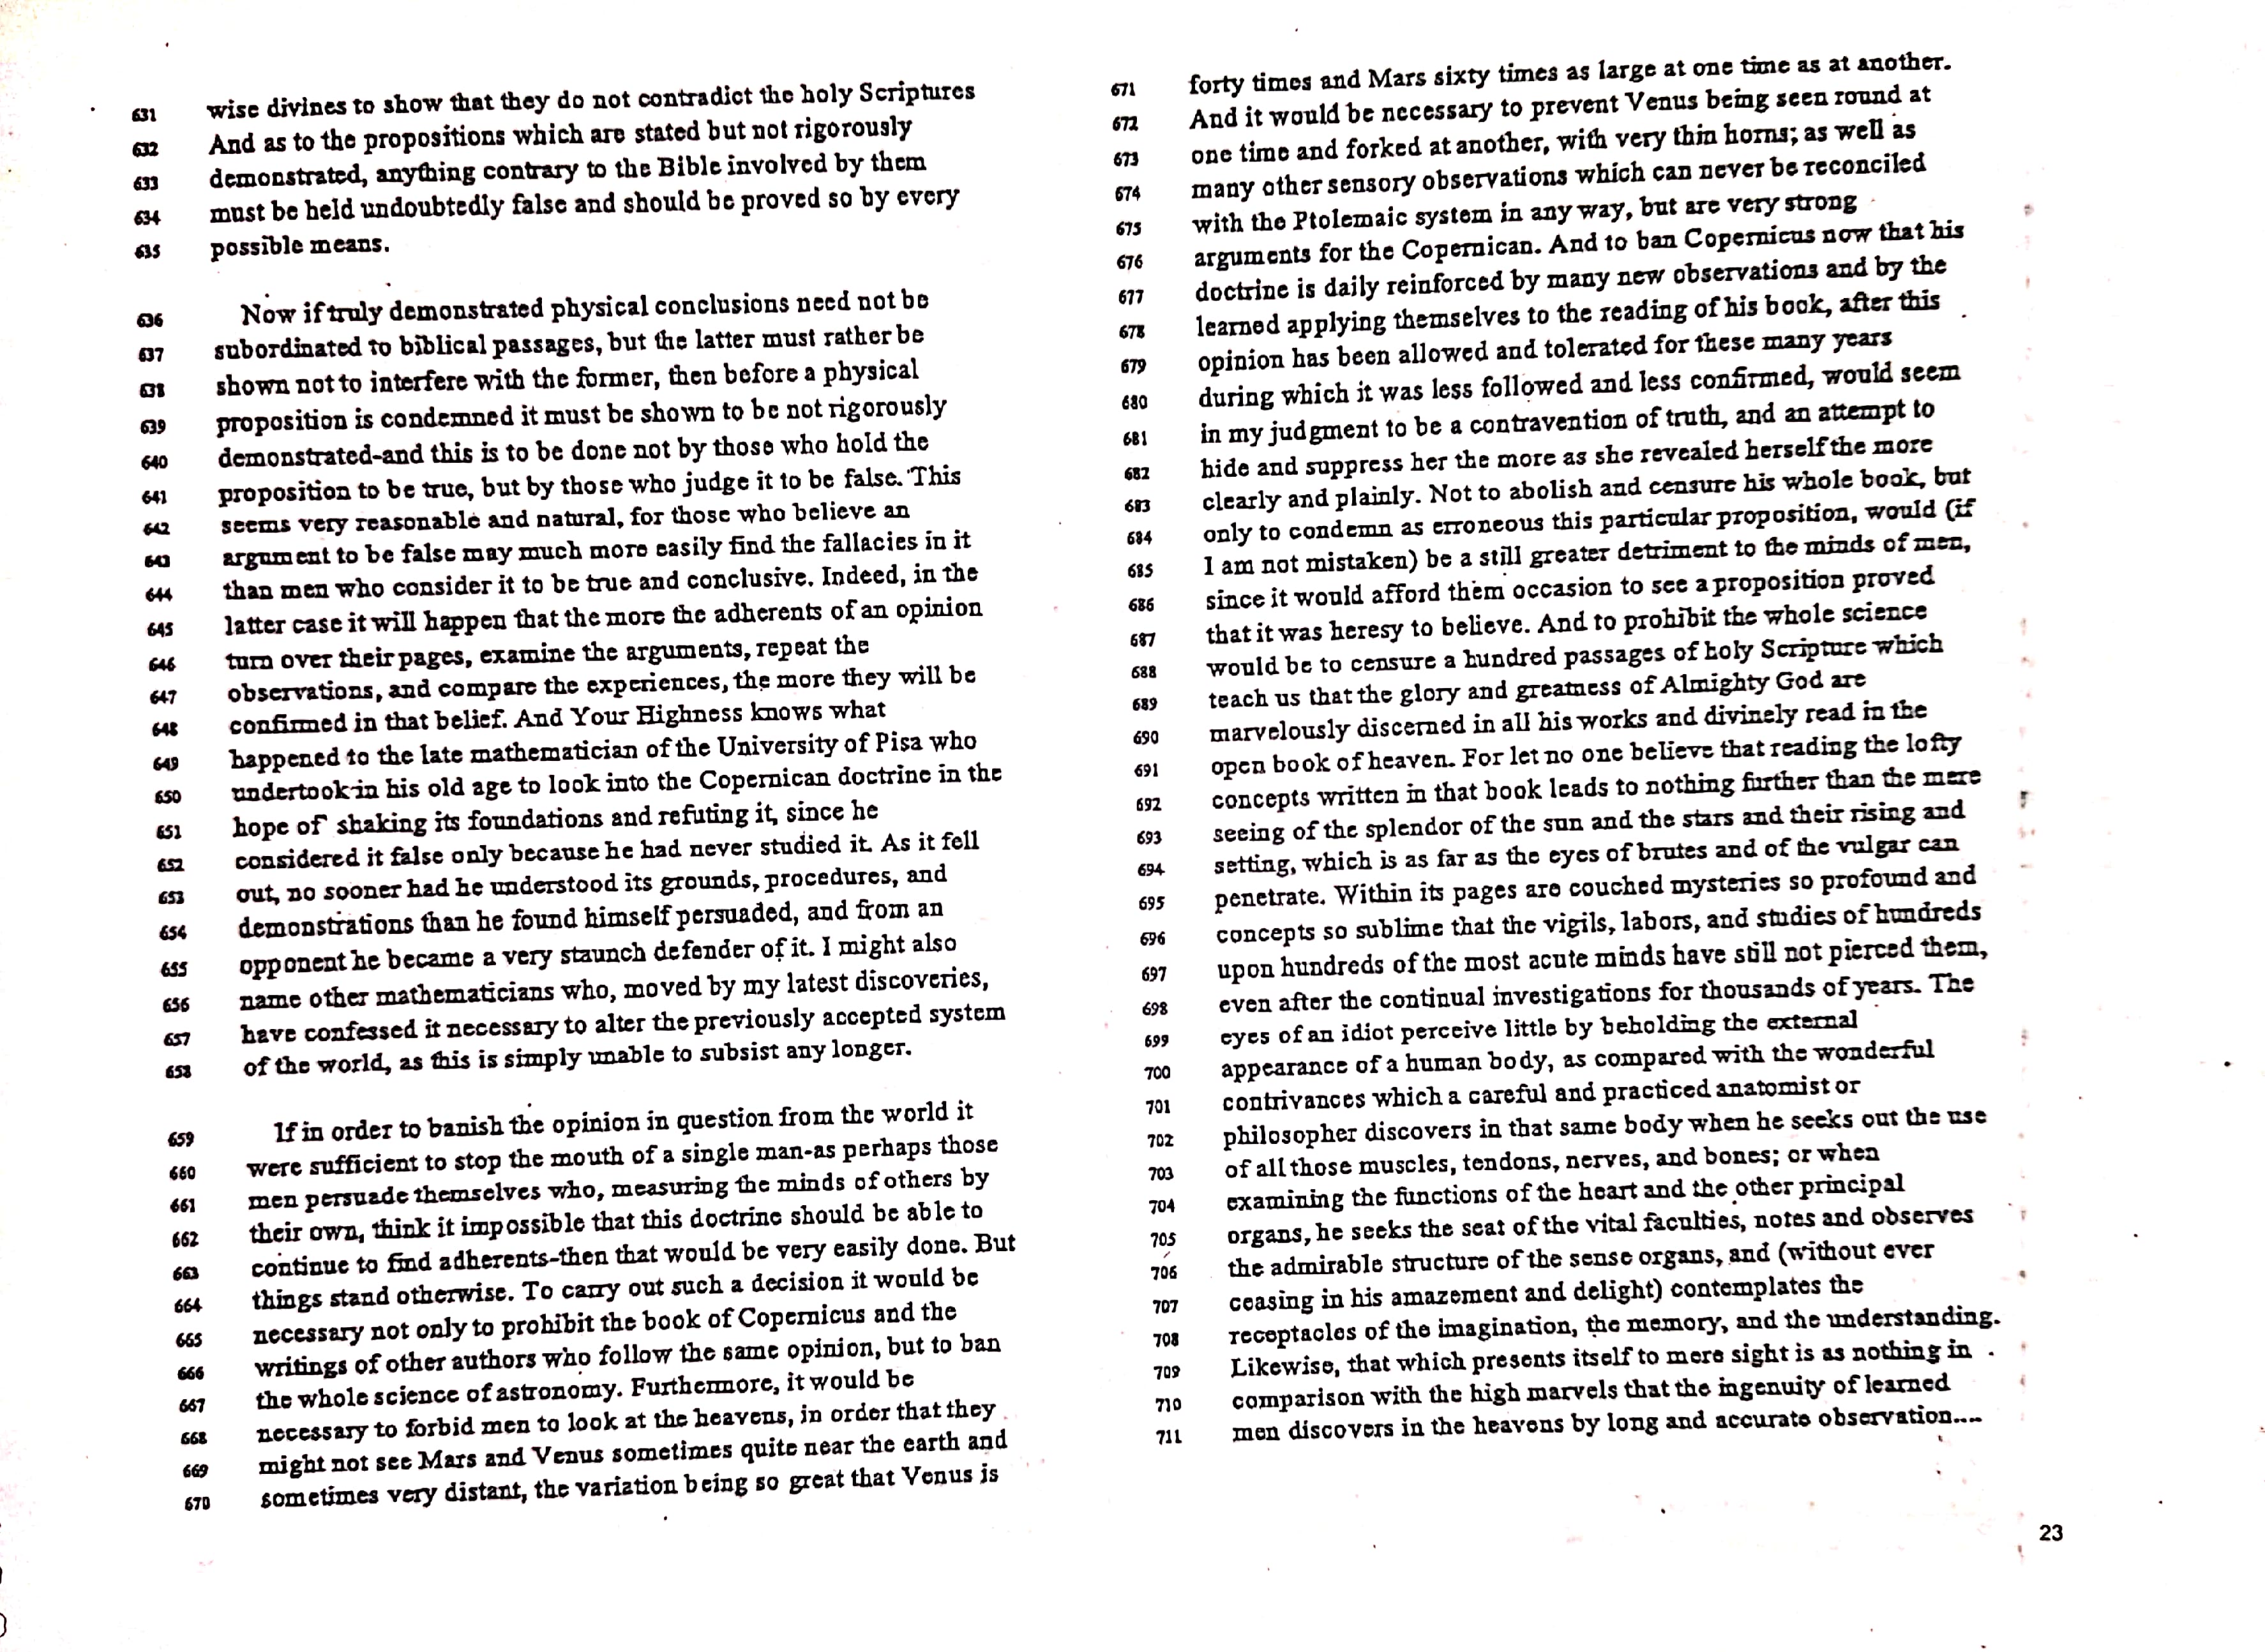 631 wise divines to show that they do not contradict the holy Scriptures
632 And as to the propositions which are stated but not rigorously
633 demonstrated, anything contrary to the Bible involved by them
634 must be held undoubtedly false and should be proved so by every
635 possible means.
636 Now if truly demonstrated physical conclusions need not be
637 subordinated to biblical passages, but the latter must rather be
638 shown not to interfere with the former, then before a physical
639 proposition is condemned it must be shown to be not rigorously
640 demonstrated-and this is to be done not by those who hold the
641 proposition to be true, but by those who judge it to be false. This
642 seems very reasonable and natural, for those who believe an
643 argument to be false may much more easily find the fallacies in it
644 than men who consider it to be true and conclusive. Indeed, in the
645 latter case it will happen that the more the adherents of an opinion
646 turn over their pages, examine the arguments, repeat the
647 observations, and compare the experiences, the more they will be
648 confirmed in that belief. And Your Highness knows what
649 happened to the late mathematician of the University of Pisa who
650 undertook in his old age to look into the Copernican doctrine in the
651 hope of shaking its foundations and refuting it, since he
652 considered it false only because he had never studied it. As it fell
653 out, no sooner had he understood its grounds, procedures, and
654 demonstrations than he found himself persuaded, and from an
655 opponent he became a very staunch defender of it. I might also
656 name other mathematicians who, moved by my latest discoveries,
657 have confessed it necessary to alter the previously accepted system
658 of the world, as this is simply unable to subsist any longer.
659 If in order to banish the opinion in question from the world it
660 were sufficient to stop the mouth of a single man-as perhaps those
661 men persuade themselves who, measuring the minds of others by
662 their own, think it impossible that this doctrine should be able to
663 continue to find adherents-then that would be very easily done. But
664 things stand otherwise. To carry out such a decision it would be
665 necessary not only to prohibit the book of Copernicus and the
666 writings of other authors who follow the same opinion, but to ban
667 the whole science of astronomy. Furthermore, it would be
668 necessary to forbid men to look at the heavens, in order that they
669 might not see Mars and Venus sometimes quite near the earth and
670 sometimes very distant, the variation being so great that Venus is
671 forty times and Mars sixty times as large at one time as at another.
672 And it would be necessary to prevent Venus being seen round at
673 one time and forked at another, with very thin horns; as well as
674 many other sensory observations which can never be reconciled
675 with the Ptolemaic system in any way, but are very strong
676 arguments for the Copernican. And to ban Copernicus now that his
677 doctrine is daily reinforced by many new observations and by the
678 learned applying themselves to the reading of his book, after this
679 opinion has been allowed and tolerated for these many years
680 during which it was less followed and less confirmed, would seem
681 in my judgment to be a contravention of truth, and an attempt to
682 hide and suppress her the more as she revealed herself the more
683 clearly and plainly. Not to abolish and censure his whole book, but
684 only to condemn as erroneous this particular proposition, would (if
685 I am not mistaken) be a still greater detriment to the minds of men,
686 since it would afford them occasion to see a proposition proved
687 that it was heresy to believe. And to prohibit the whole science
688 would be to censure a hundred passages of holy Scripture which
689 teach us that the glory and greatness of Almighty God are
690 marvelously discerned in all his works and divinely read in the
691 open book of heaven. For let no one believe that reading the lofty
692 concepts written in that book leads to nothing further than the mere
693 seeing of the splendor of the sun and the stars and their rising and
694 setting, which is as far as the eyes of brutes and of the vulgar can
695 penetrate. Within its pages are couched mysteries so profound and
696 concepts so sublime that the vigils, labors, and studies of hundreds
697 upon hundreds of the most acute minds have still not pierced them,
698 even after the continual investigations for thousands of years. The
699 eyes of an idiot perceive little by beholding the external
700 appearance of a human body, as compared with the wonderful
701 contrivances which a careful and practiced anatomist or
702 philosopher discovers in that same body when he seeks out the use
703 of all those muscles, tendons, nerves, and bones; or when
704 examining the functions of the heart and the other principal
705 organs, he seeks the seat of the vital faculties, notes and observes
706 the admirable structure of the sense organs, and (without ever
707 ceasing in his amazement and delight) contemplates the
708 receptacles of the imagination, the memory, and the understanding.
709 Likewise, that which presents itself to mere sight is as nothing in
710 comparison with the high marvels that the ingenuity of learned
711 men discovers in the heavens by long and accurate observation....
23